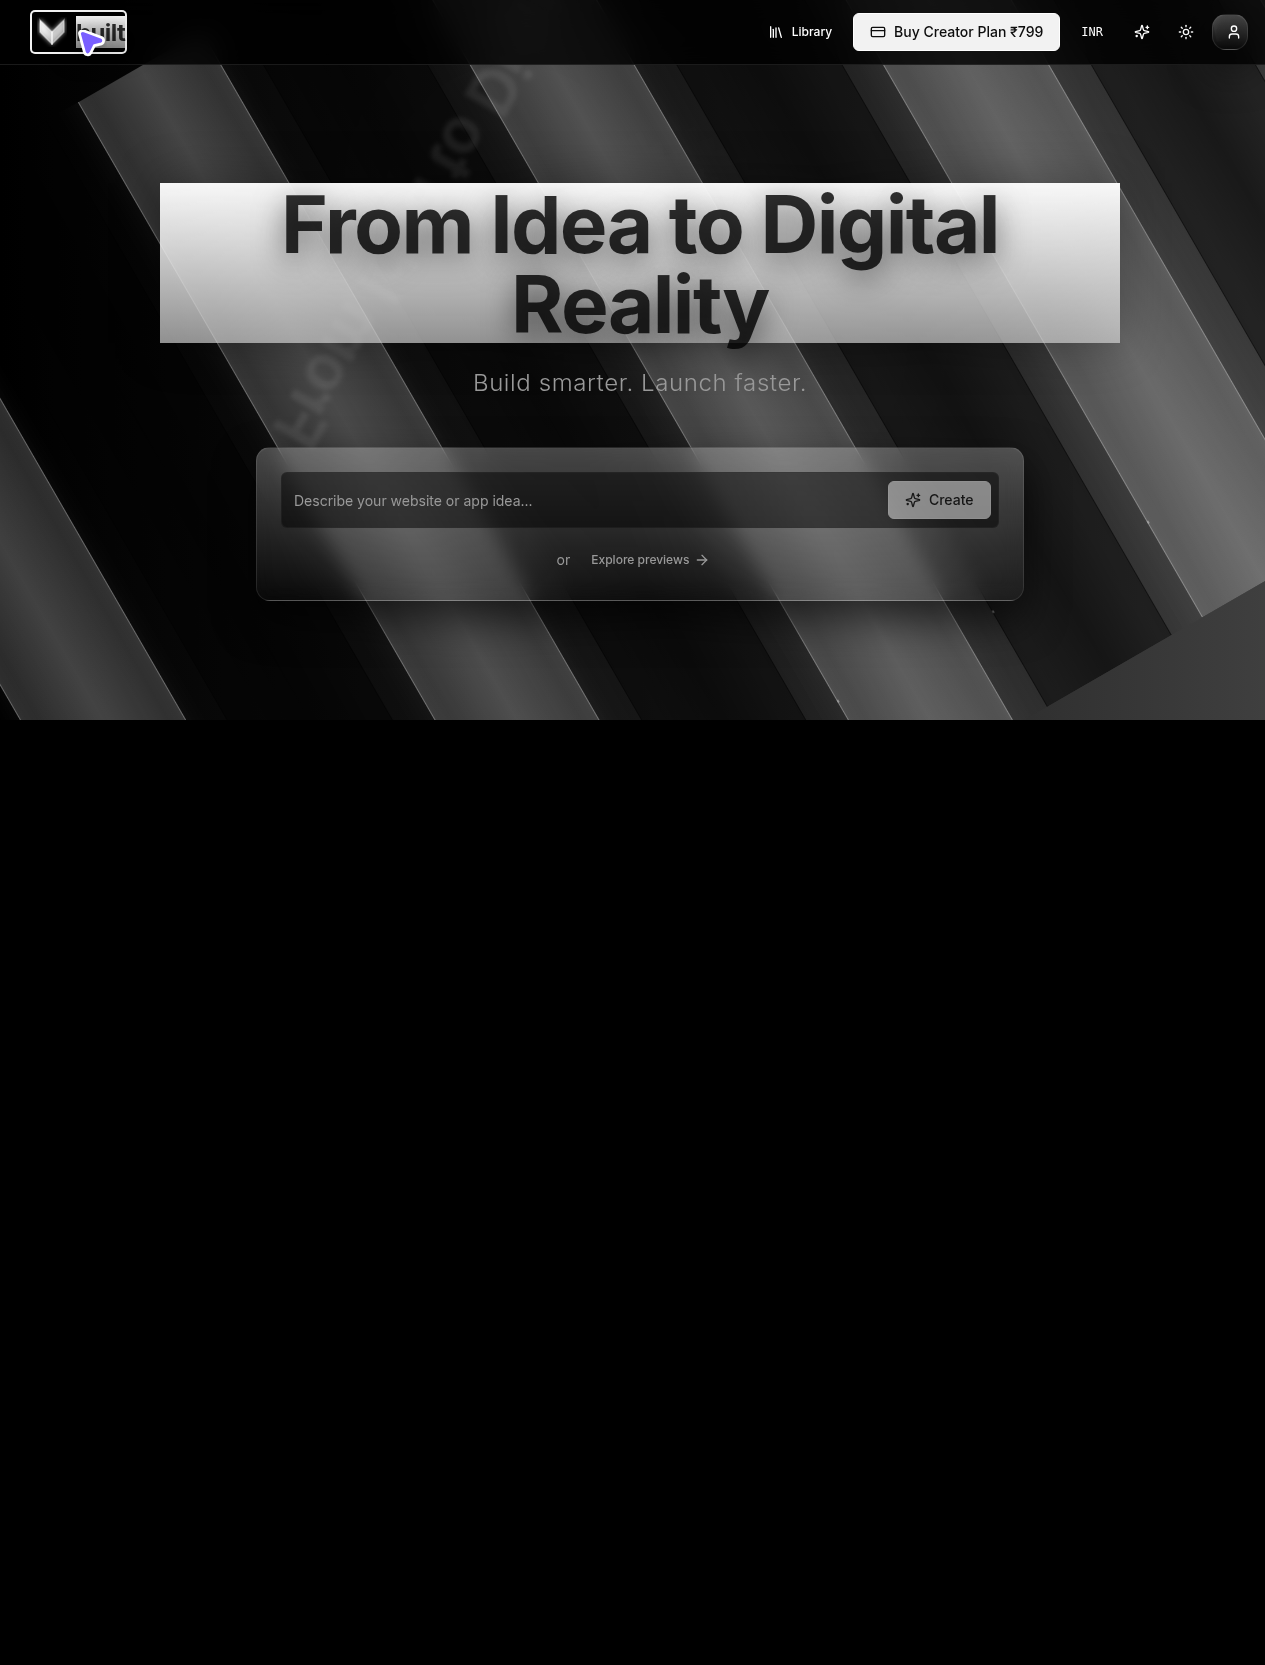 built
Library
Buy Creator Plan ₹799
INR
From Idea to Digital
Reality
Build smarter. Launch faster.
Describe your website or app idea...
Create
or
Explore previews